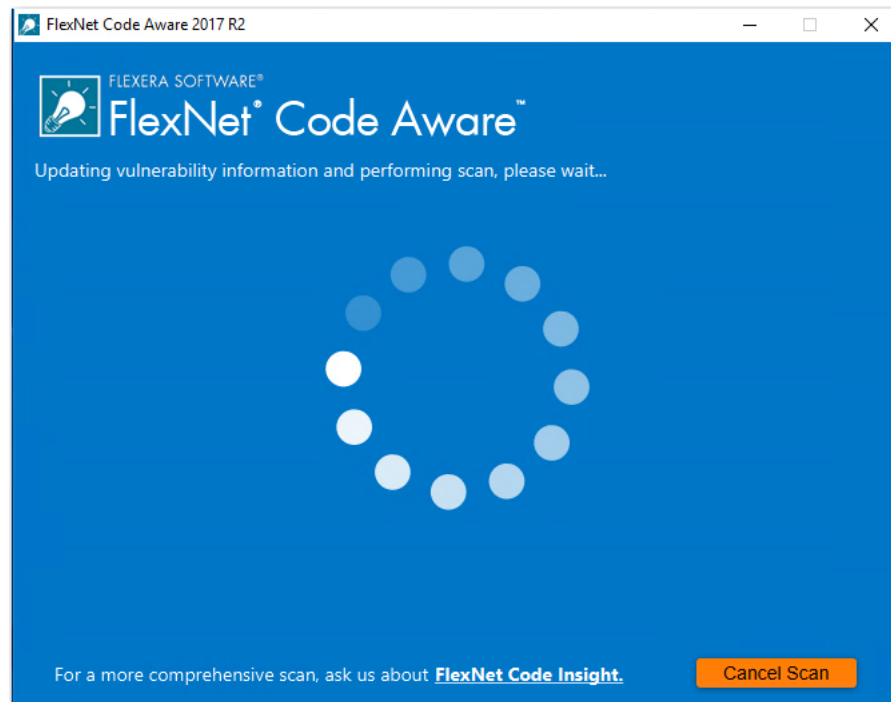 FlexNet Code Aware 2017 R2
FLEXERA SOFTWARE®
FlexNet® Code Aware™
Updating vulnerability information and performing scan, please wait...
For a more comprehensive scan, ask us about FlexNet Code Insight.
Cancel Scan